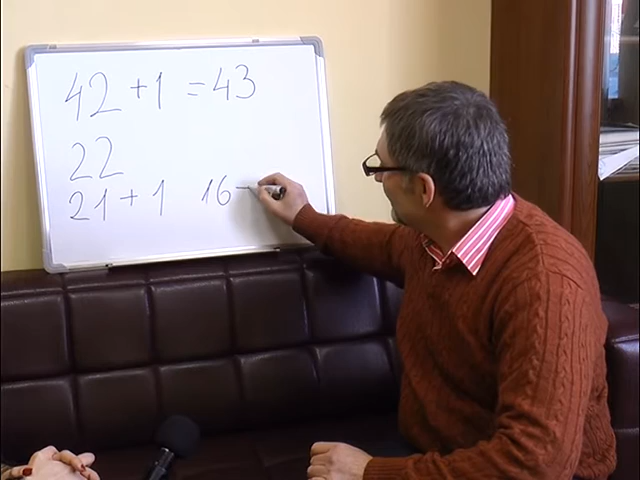 42 +1 = 43
22
21 + 1 16 -